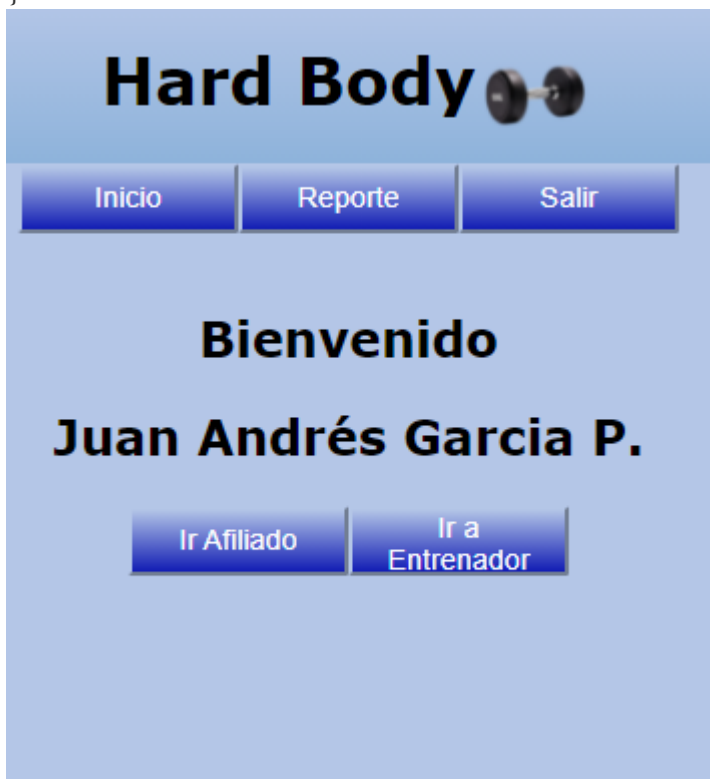 Hard Body
Inicio Reporte Salir
Bienvenido
Juan Andrés Garcia P.
Ir Afiliado Ir a
Entrenador